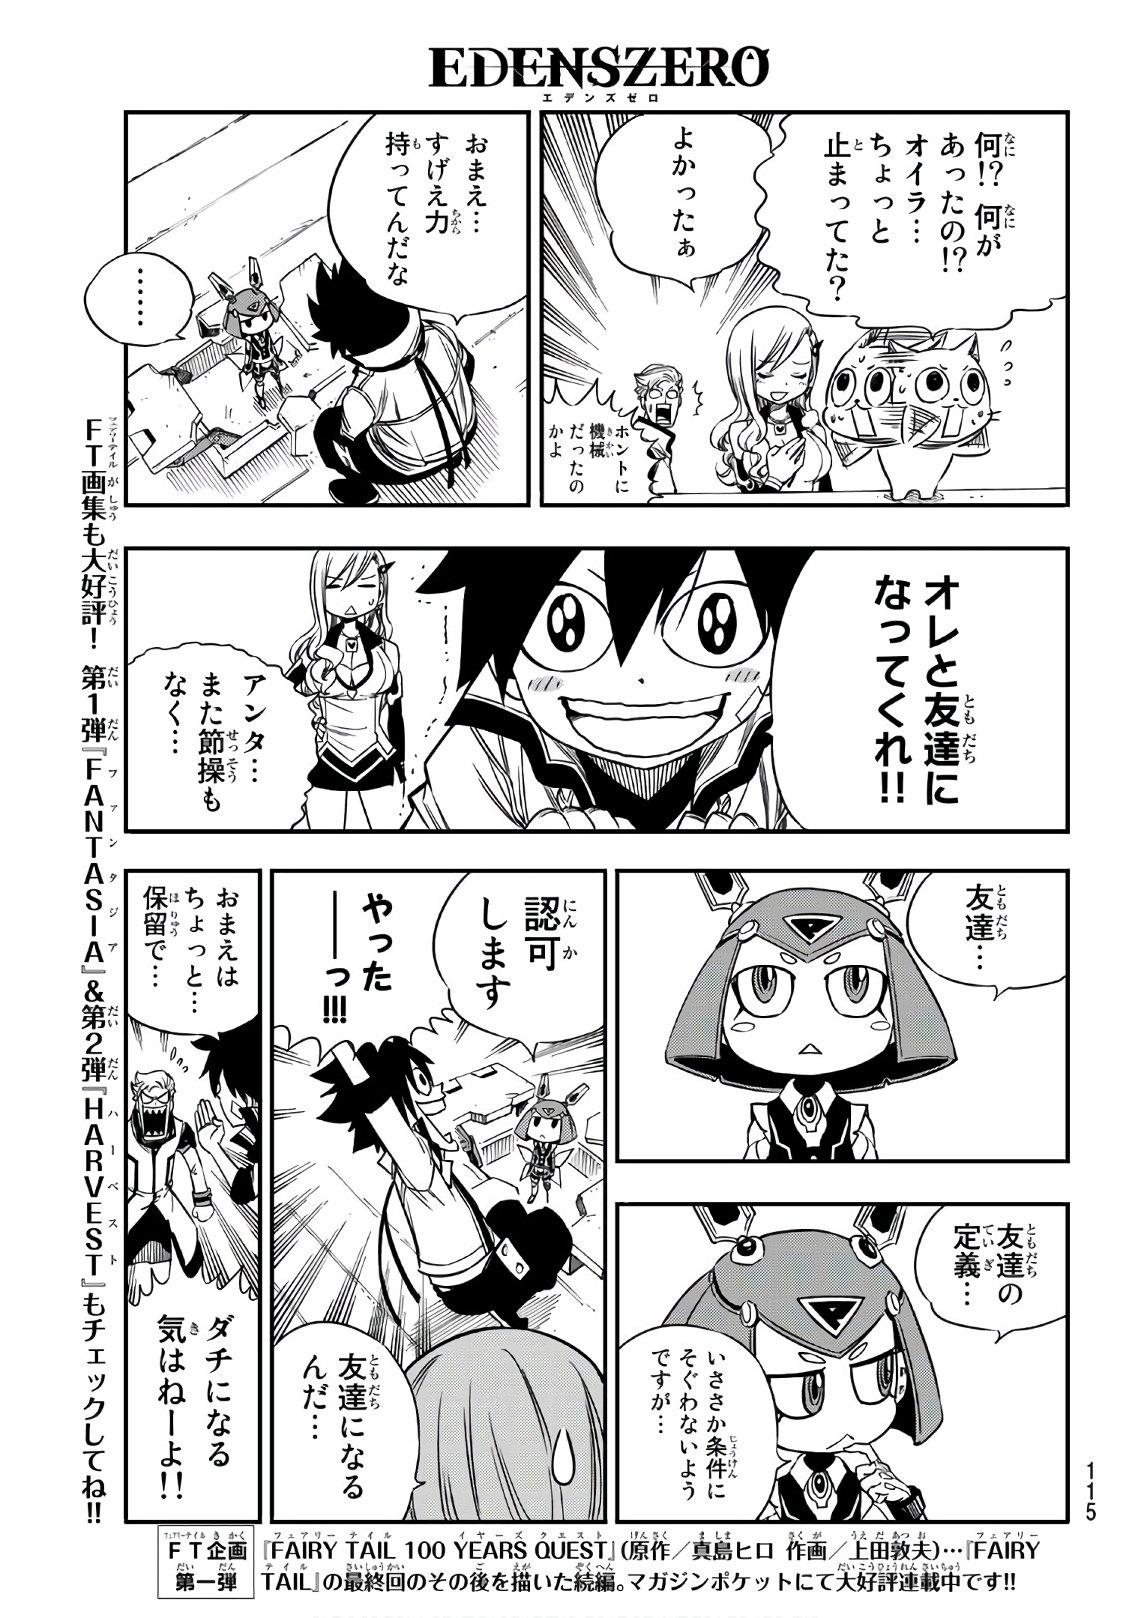 EDENSZERO
エデンズゼロ
何!? 何が
あったの!?
オイラ…
ちょっと
止まってた?
よかったぁ
ホントに
機械
だったの
かよ
おまえ…
すげえ力
持ってんだな
……
オレと友達に
なってくれ!!
アンタ…
また節操も
なく…
友達…
友達の
定義…
いささか条件に
そぐわないよう
ですが…
認可
します
やった
――っ!!!
友達になる
んだ…
おまえは
ちょっと…
保留で…
ダチになる
気はねーよ!!
FT画集も大好評! 第1弾『FANTASIA』&第2弾『HARVEST』もチェックしてね!!
115
FT企画
第一弾
『FAIRY TAIL 100 YEARS QUEST』(原作/真島ヒロ 作画/上田敦夫)…『FAIRY
TAIL』の最終回のその後を描いた続編。マガジンポケットにて大好評連載中です!!